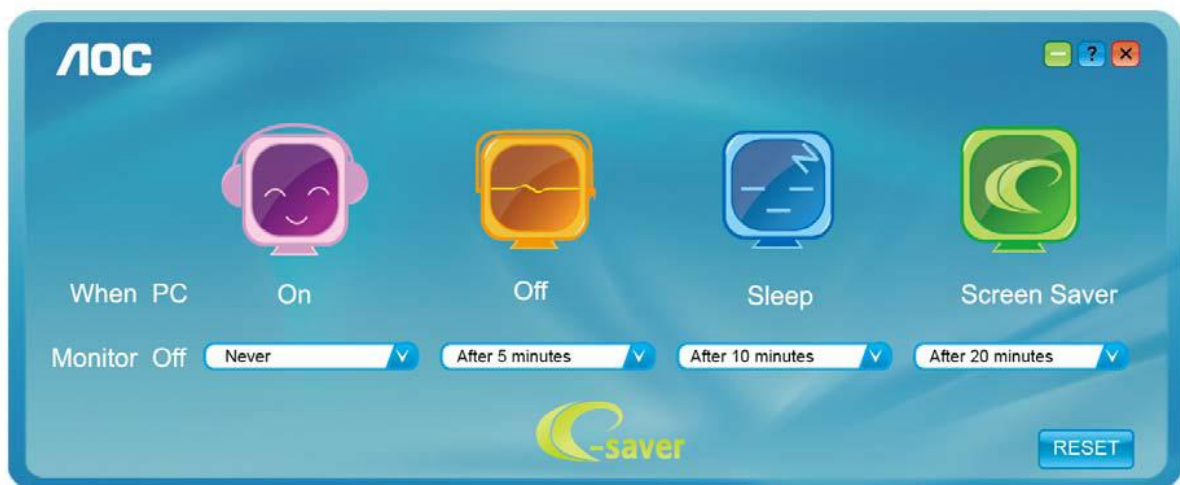 AOC
?
Z
When PC On Off Sleep Screen Saver
Monitor Off Never After 5 minutes After 10 minutes After 20 minutes
e-saver
RESET